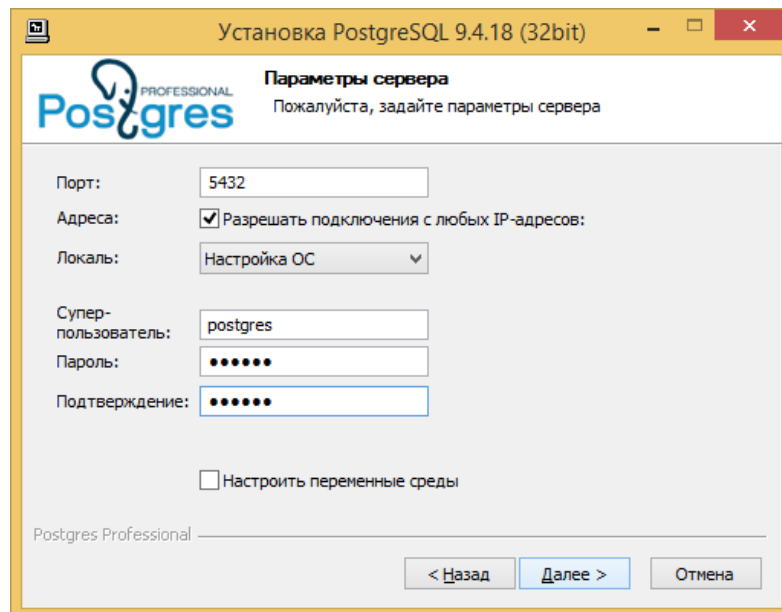 Установка PostgreSQL 9.4.18 (32bit)
PROFESSIONAL
Postgres
Параметры сервера
Пожалуйста, задайте параметры сервера
Порт: 5432
Адреса: Разрешать подключения с любых IP-адресов:
Локаль: Настройка ОС
Супер-
пользователь: postgres
Пароль: ••••••
Подтверждение: ••••••
Настроить переменные среды
Postgres Professional
< Назад Далее > Отмена